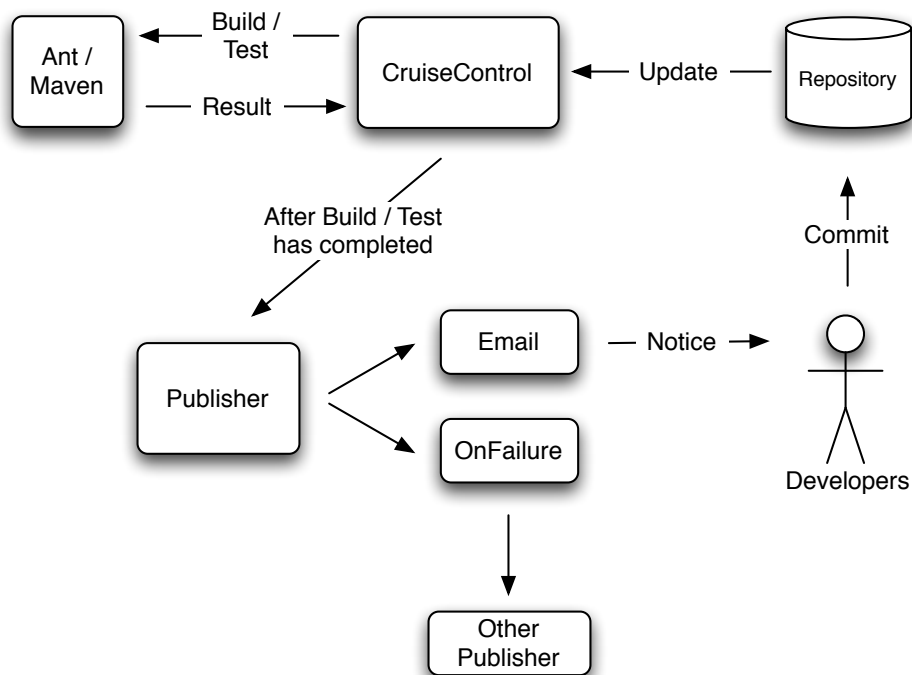 Build /
Test
Ant /
Maven
CruiseControl
Update
Repository
Result
After Build / Test
has completed
Commit
Email
Notice
Publisher
OnFailure
Developers
Other
Publisher